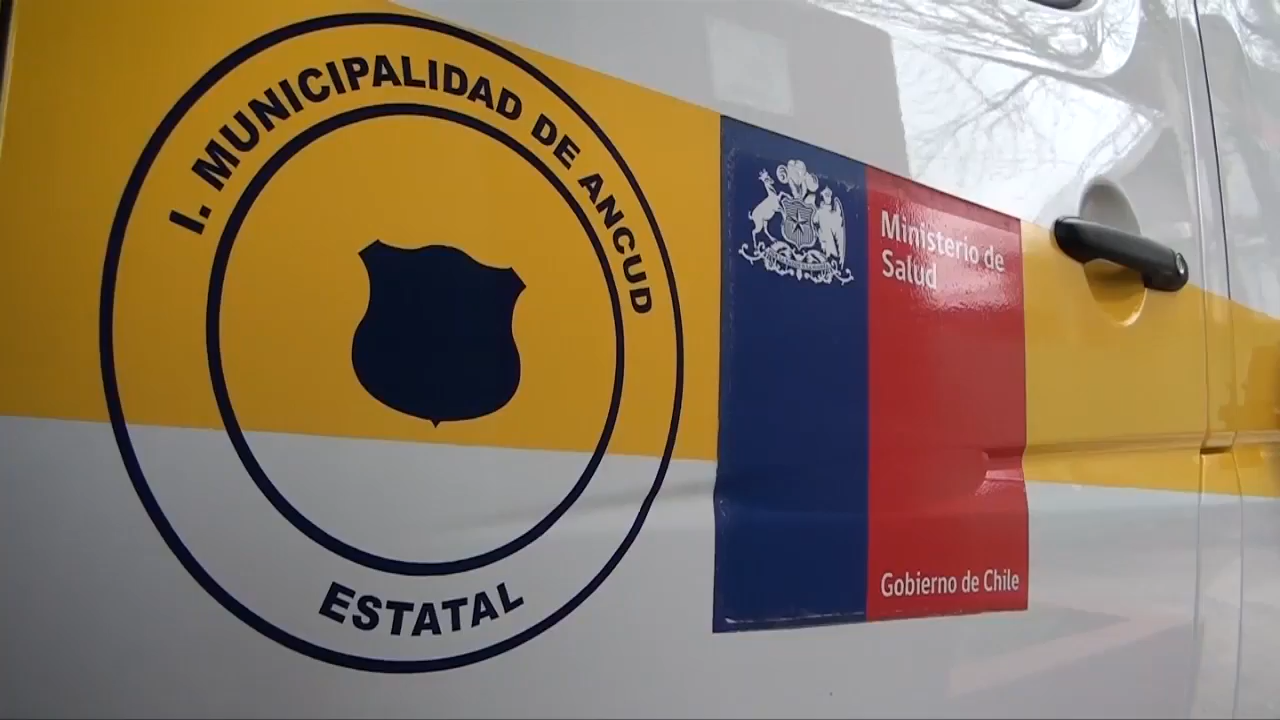 I. MUNICIPALIDAD DE ANCUD
ESTATAL
Ministerio de
Salud
Gobierno de Chile